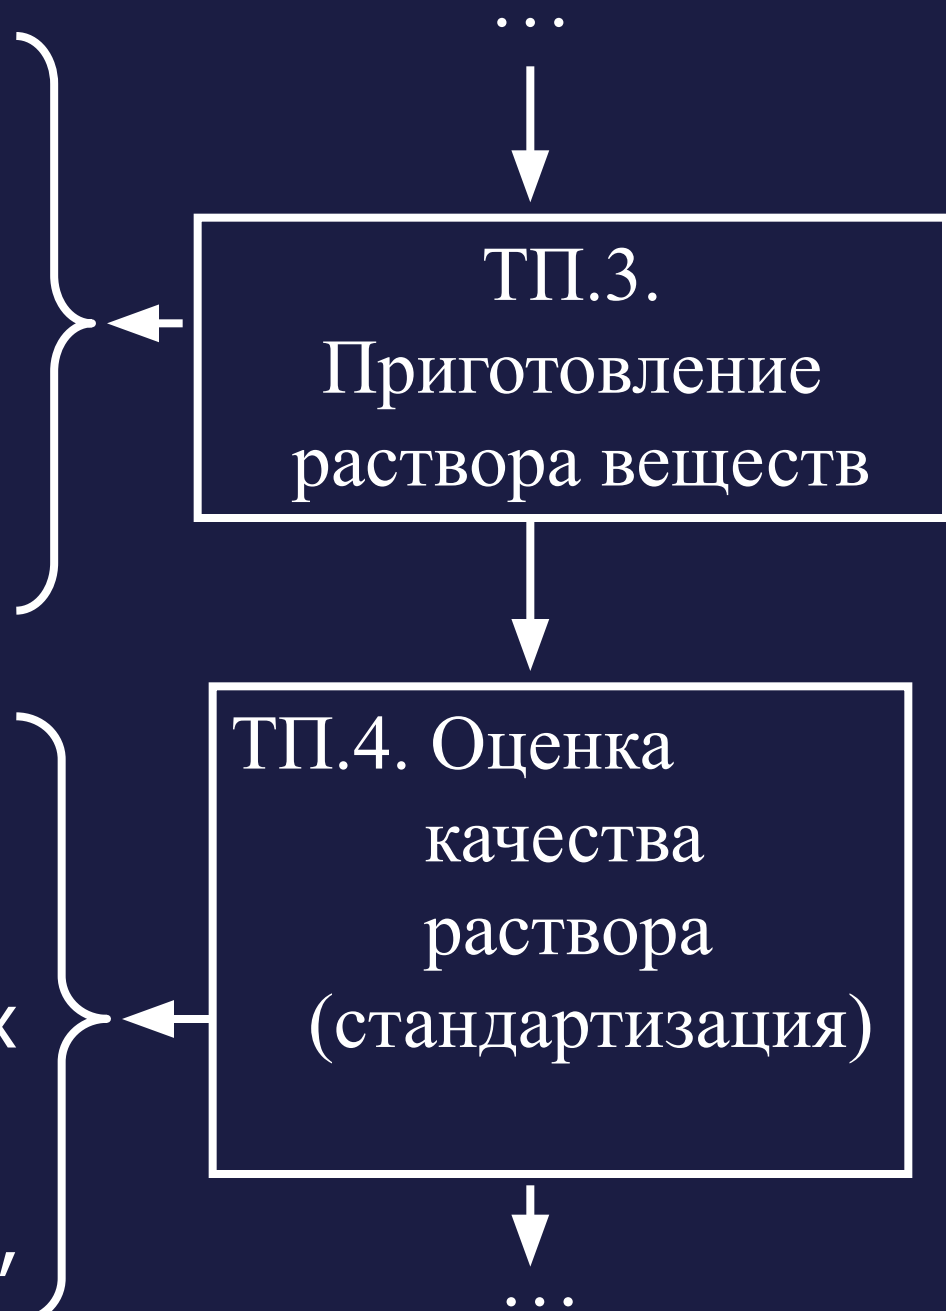 ...
ТП.3.
Приготовление
раствора веществ
ТП.4. Оценка
качества
раствора
(стандартизация)
х
,
...